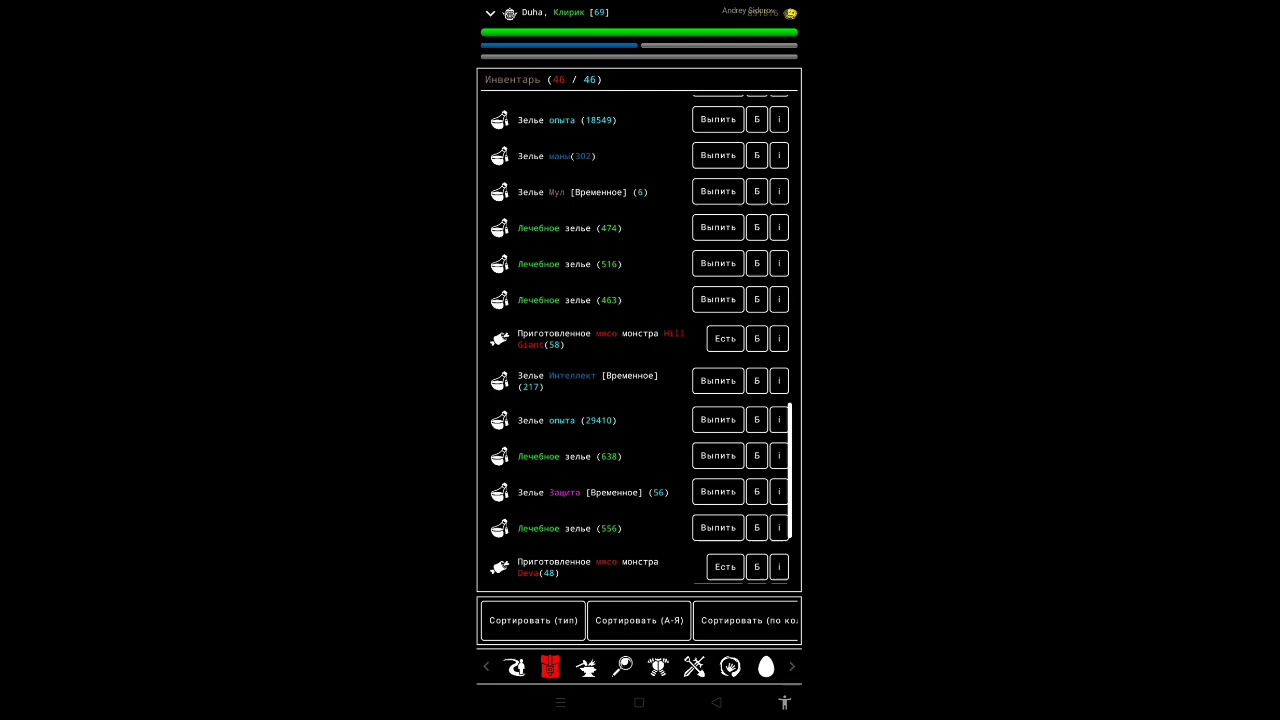 Duha, Клирик [69]
Andrey Sidorov
Инвентарь (46 / 46)
Зелье опыта (18549) Выпить Б i
Зелье маны(302) Выпить Б i
Зелье Мул [Временное] (6) Выпить Б i
Лечебное зелье (474) Выпить Б i
Лечебное зелье (516) Выпить Б i
Лечебное зелье (463) Выпить Б i
Приготовленное мясо монстра Hill
Giant(58) Есть Б i
Зелье Интеллект [Временное]
(217) Выпить Б i
Зелье опыта (29410) Выпить Б i
Лечебное зелье (638) Выпить Б i
Зелье Защита [Временное] (56) Выпить Б i
Лечебное зелье (556) Выпить Б i
Приготовленное мясо монстра
Deva(48) Есть Б i
Сортировать (тип) Сортировать (А-Я) Сортировать (по кол